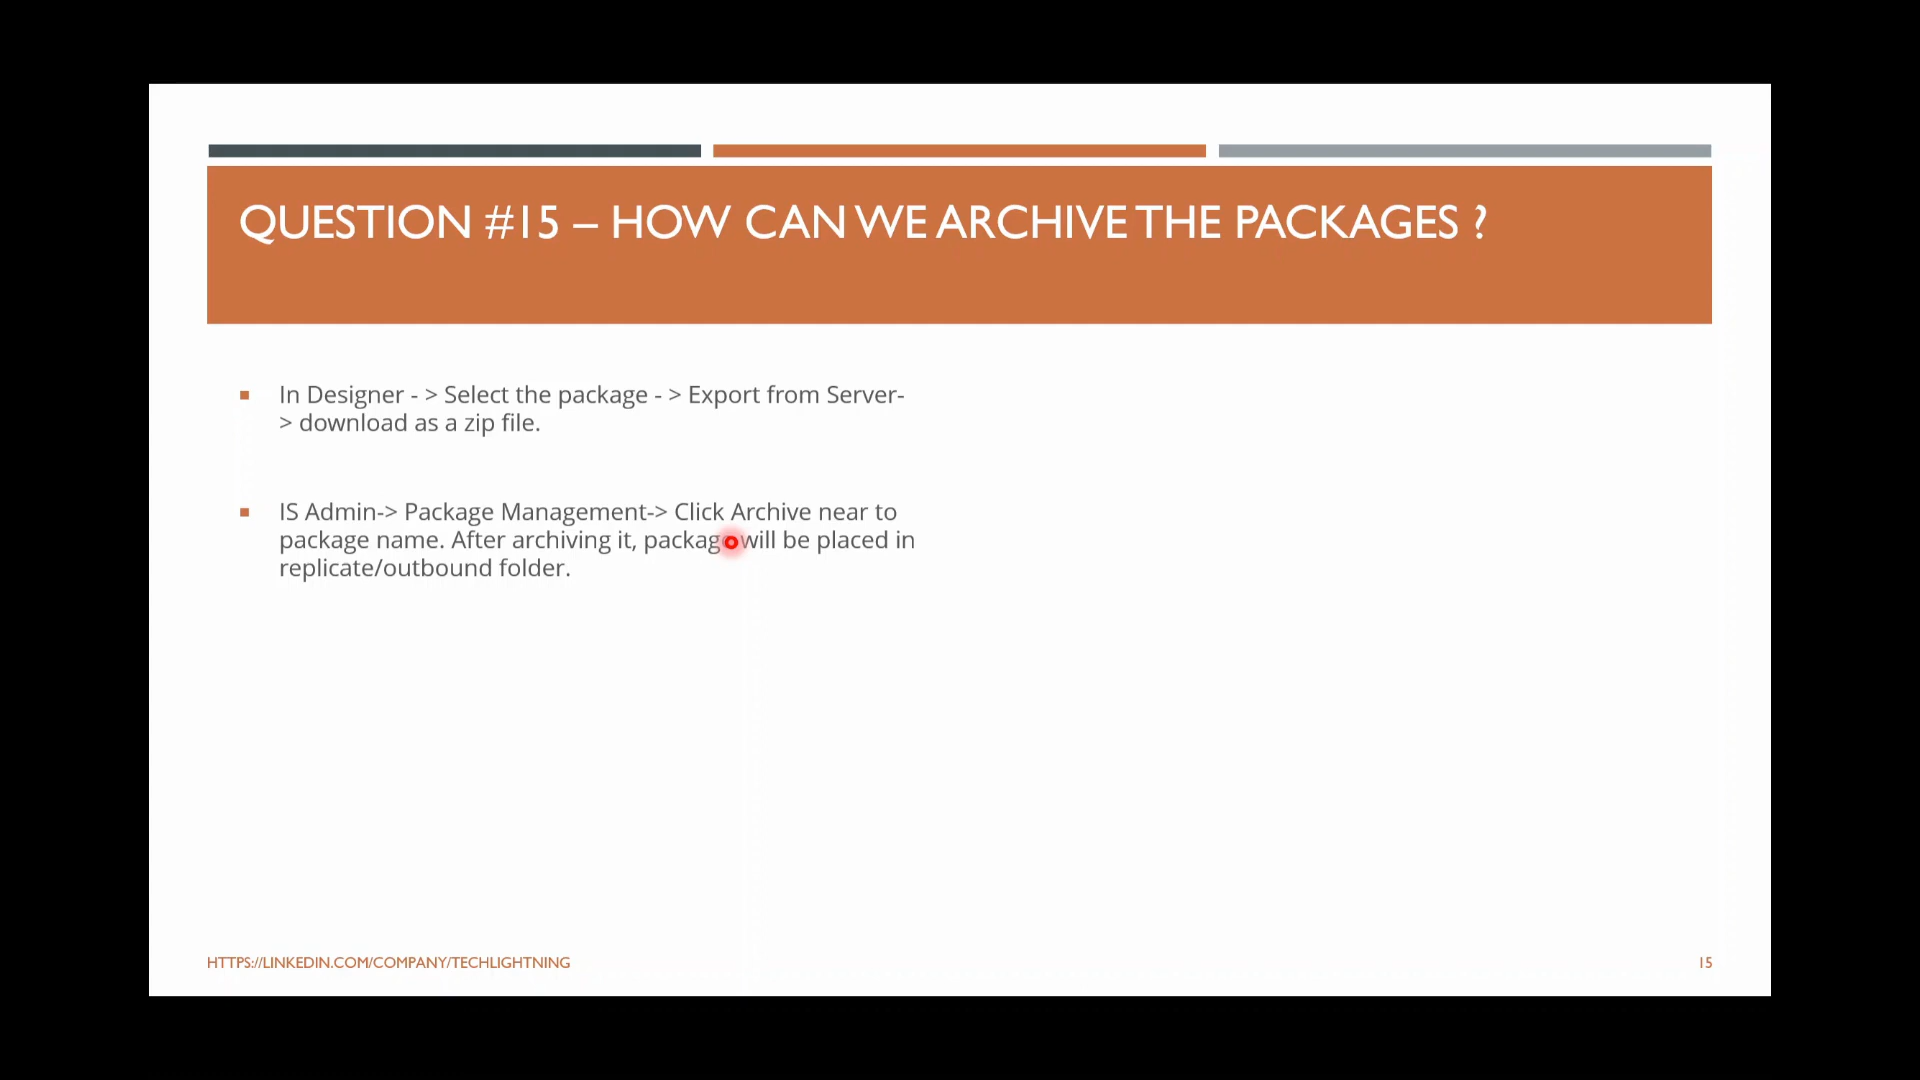 QUESTION #15 – HOW CAN WE ARCHIVE THE PACKAGES ?
In Designer - > Select the package - > Export from Server-
> download as a zip file.
IS Admin-> Package Management-> Click Archive near to
package name. After archiving it, package will be placed in
replicate/outbound folder.
HTTPS://LINKEDIN.COM/COMPANY/TECHLIGHTNING
15